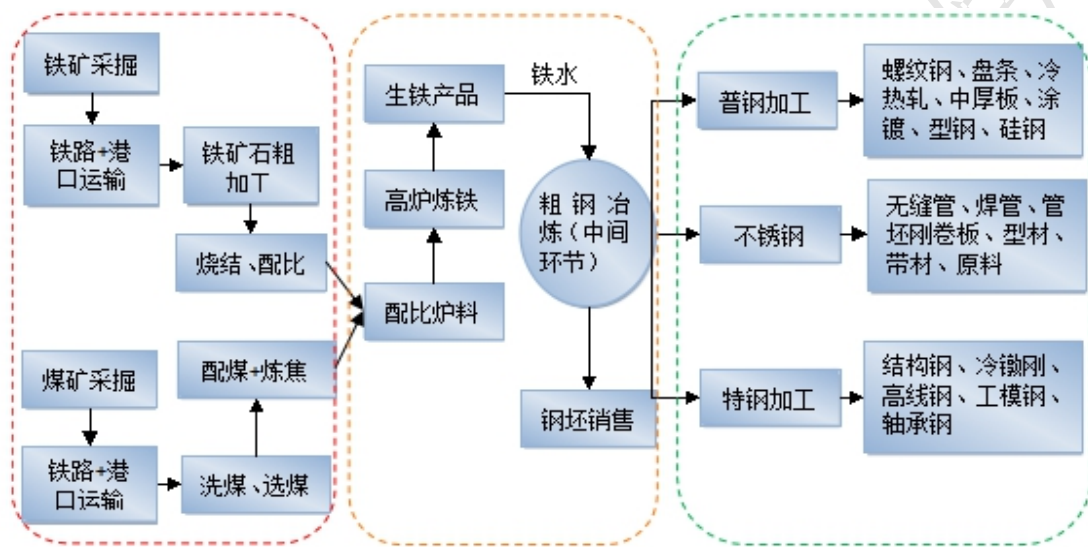 铁矿采掘
铁路+港
口运输
铁矿石粗
加工
烧结、配比
煤矿采掘
铁路+港
口运输
洗煤、选煤
配煤+炼焦
配比炉料
高炉炼铁
生铁产品
铁水
粗钢冶
炼（中间
环节）
钢坯销售
普钢加工
螺纹钢、盘条、冷
热轧、中厚板、涂
镀、型钢、硅钢
不锈钢
无缝管、焊管、管
坯刚卷板、型材、
带材、原料
特钢加工
结构钢、冷锄刚、
高线钢、工模钢、
轴承钢